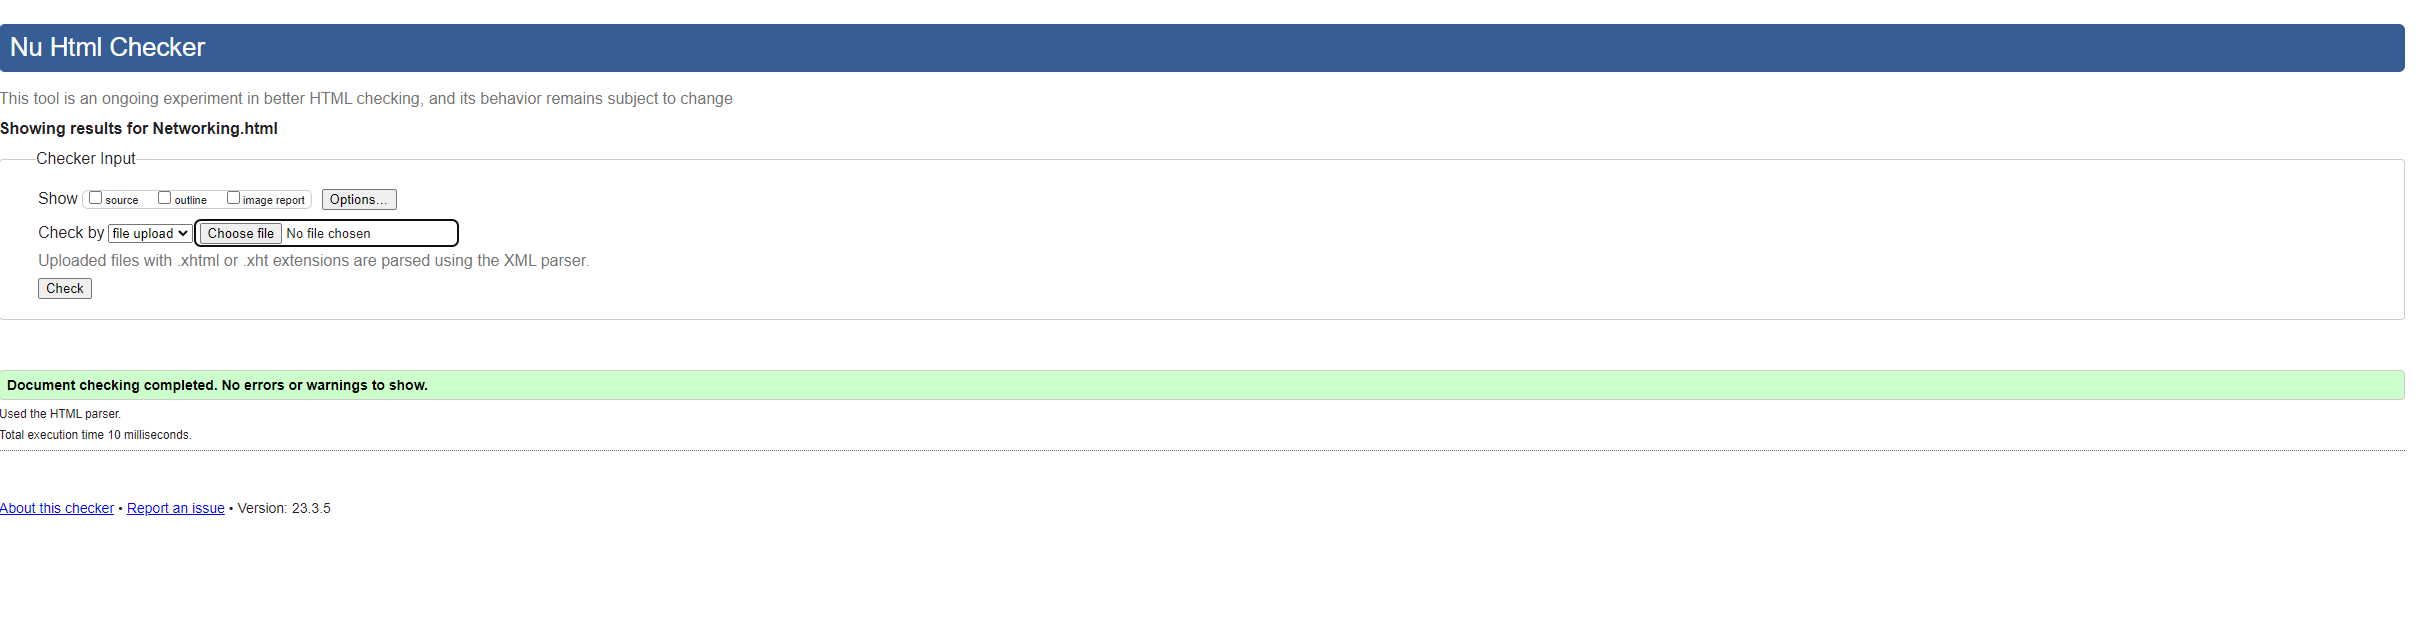 Nu Html Checker
This tool is an ongoing experiment in better HTML checking, and its behavior remains subject to change
Showing results for Networking.html
Checker Input
Show source outline image report Options...
Check by file upload Choose file No file chosen
Uploaded files with .xhtml or .xht extensions are parsed using the XML parser.
Check
Document checking completed. No errors or warnings to show.
Used the HTML parser.
Total execution time 10 milliseconds.
About this checker • Report an issue • Version: 23.3.5